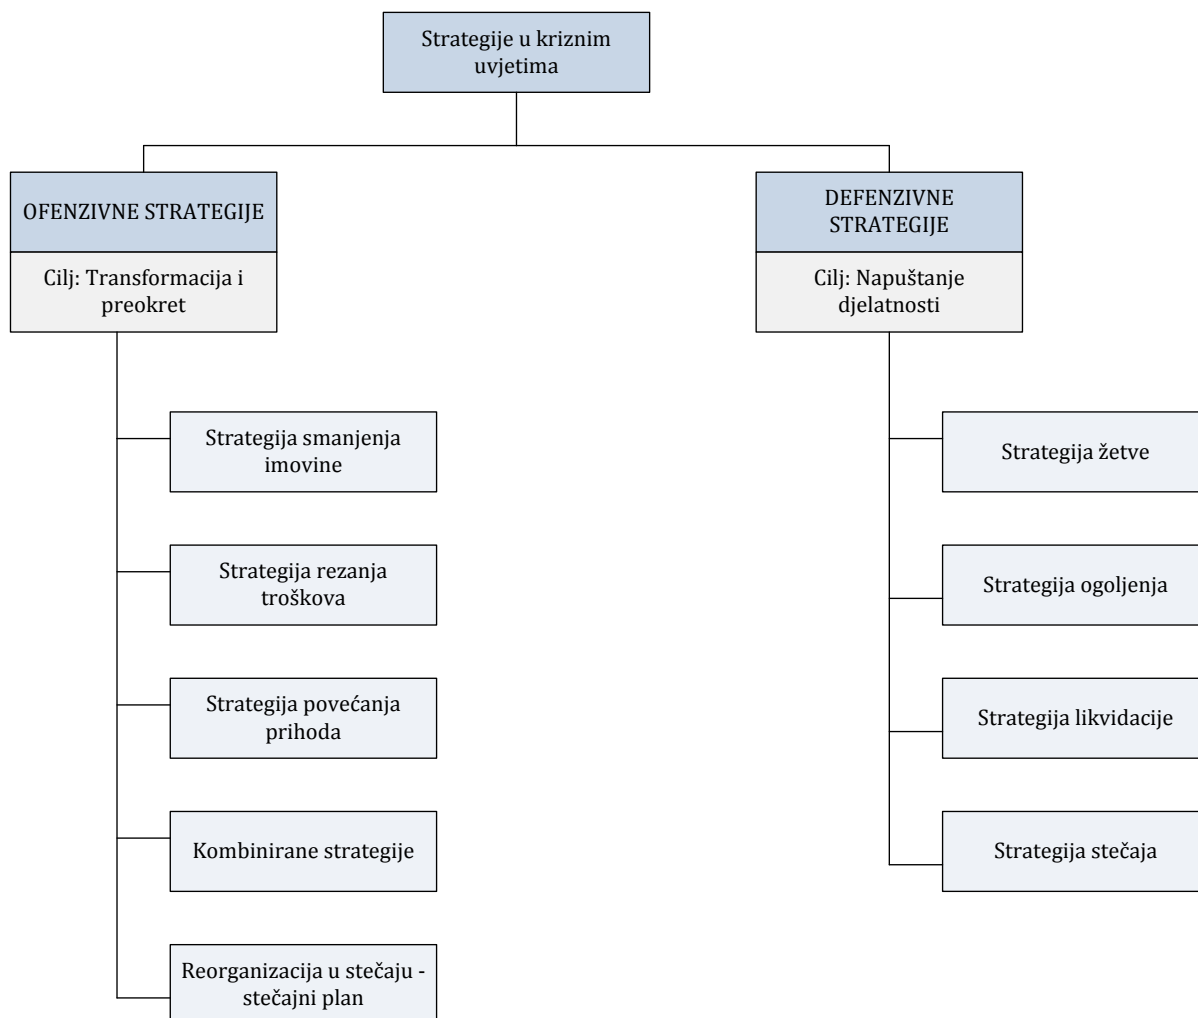 Strategije u kriznim
uvjetima
OFENZIVNE STRATEGIJE
Cilj: Transformacija i
preokret
Strategija smanjenja
imovine
Strategija rezanja
troškova
Strategija povećanja
prihoda
Kombinirane strategije
Reorganizacija u stečaju -
stečajni plan
DEFENZIVNE
STRATEGIJE
Cilj: Napuštanje
djelatnosti
Strategija žetve
Strategija ogoljenja
Strategija likvidacije
Strategija stečaja